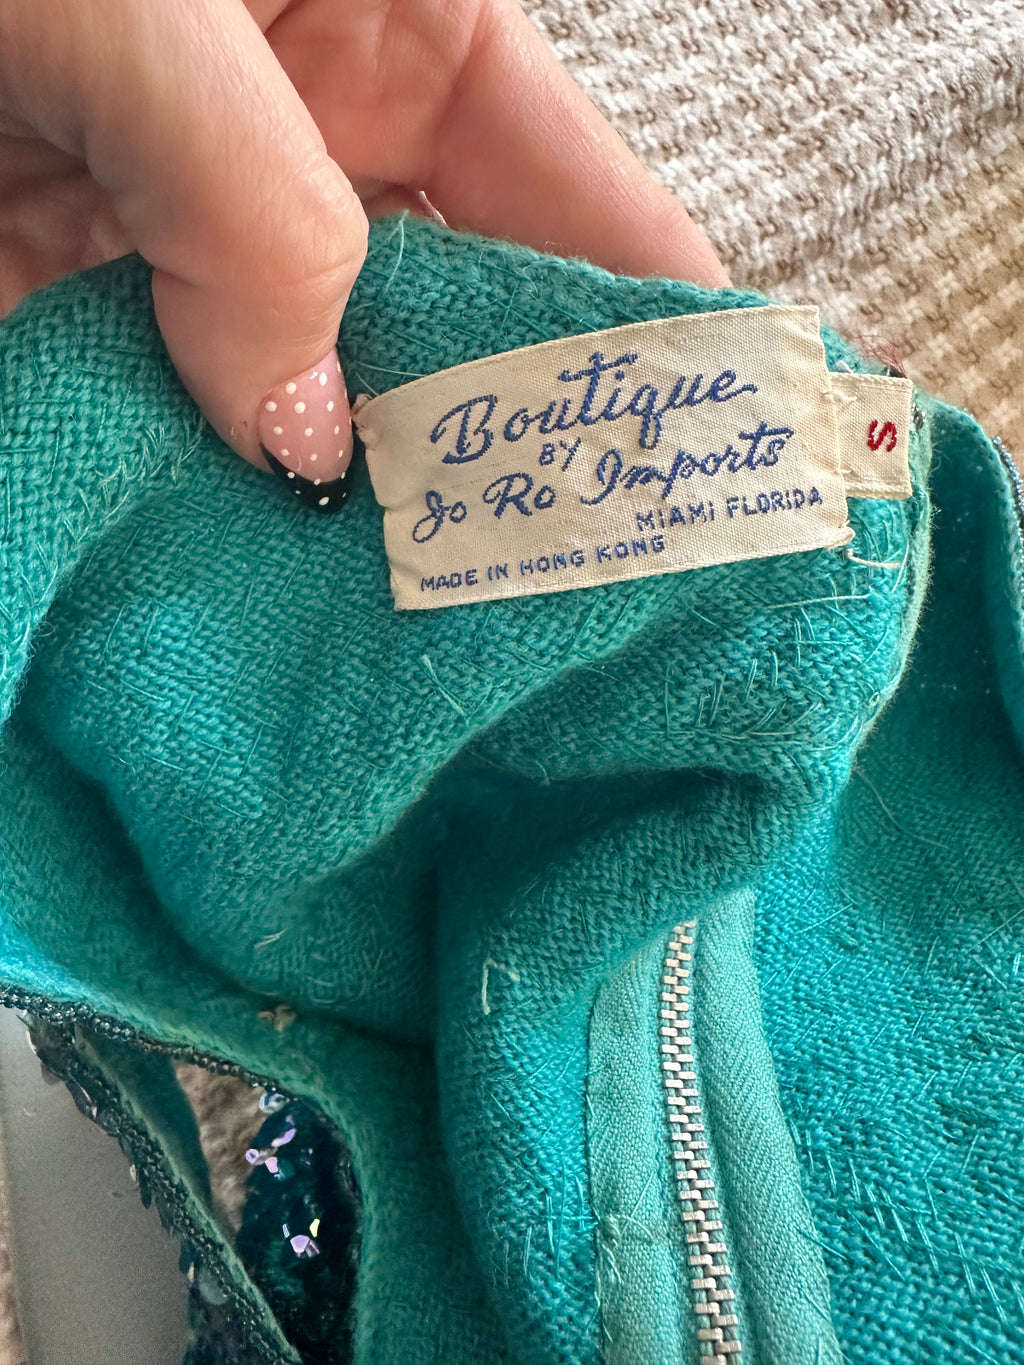 Boutique
BY
Jo Ro Imports
MIAMI FLORIDA
MADE IN HONG KONG
S